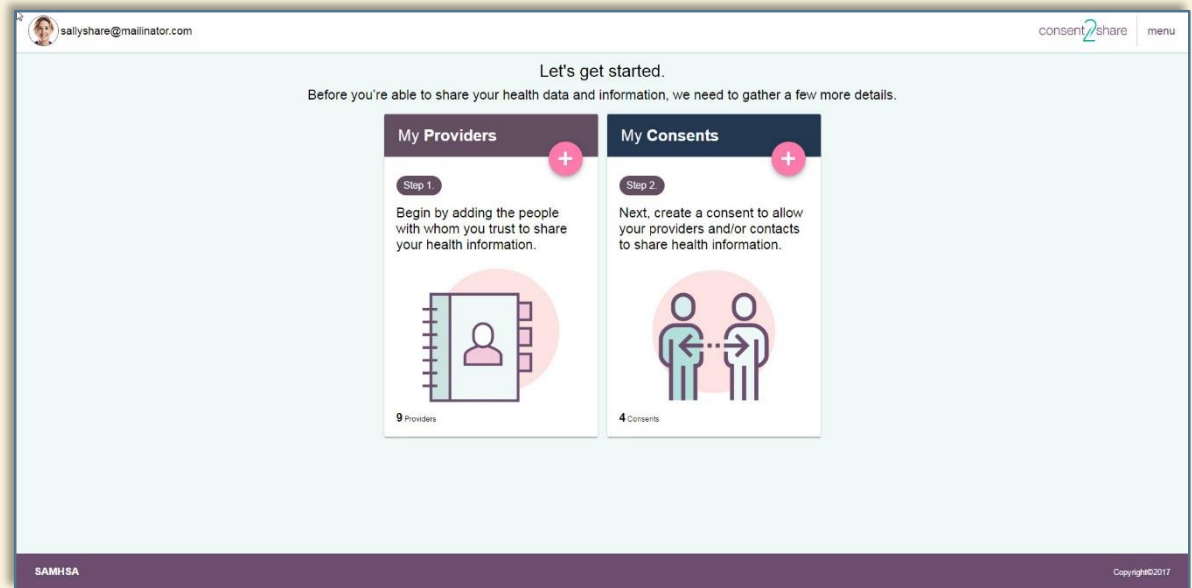 sallyshare@mailinator.com
consent2share
menu
Let's get started.
Before you're able to share your health data and information, we need to gather a few more details.
My Providers
+
Step 1.
Begin by adding the people
with whom you trust to share
your health information.
9 Providers
My Consents
+
Step 2.
Next, create a consent to allow
your providers and/or contacts
to share health information.
4 Consents
SAMHSA
Copyright©2017